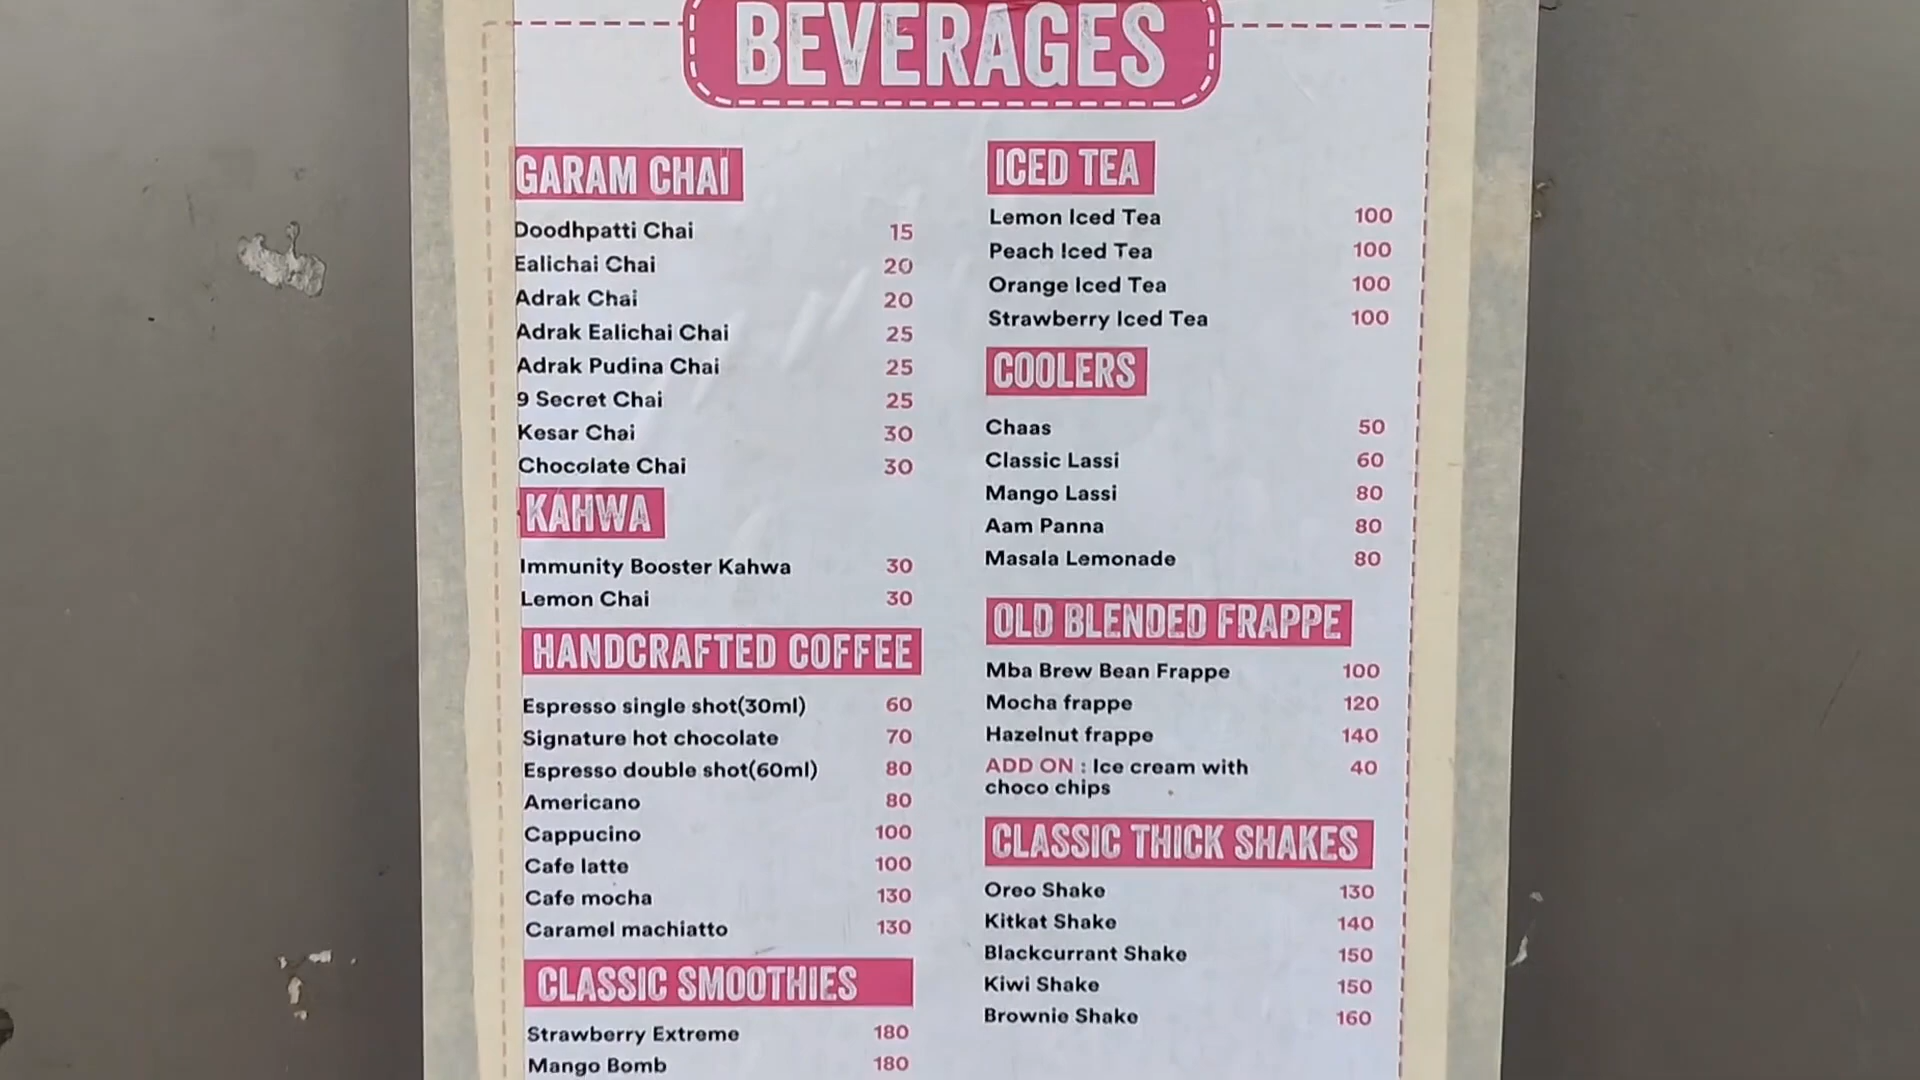 BEVERAGES
GARAM CHAI
Doodhpatti Chai 15
Ealichai Chai 20
Adrak Chai 20
Adrak Ealichai Chai 25
Adrak Pudina Chai 25
9 Secret Chai 25
Kesar Chai 30
Chocolate Chai 30
KAHWA
Immunity Booster Kahwa 30
Lemon Chai 30
HANDCRAFTED COFFEE
Espresso single shot(30ml) 60
Signature hot chocolate 70
Espresso double shot(60ml) 80
Americano 80
Cappucino 100
Cafe latte 100
Cafe mocha 130
Caramel machiatto 130
CLASSIC SMOOTHIES
Strawberry Extreme 180
Mango Bomb 180
ICED TEA
Lemon Iced Tea 100
Peach Iced Tea 100
Orange Iced Tea 100
Strawberry Iced Tea 100
COOLERS
Chaas 50
Classic Lassi 60
Mango Lassi 80
Aam Panna 80
Masala Lemonade 80
OLD BLENDED FRAPPE
Mba Brew Bean Frappe 100
Mocha frappe 120
Hazelnut frappe 140
ADD ON : Ice cream with 40
choco chips
CLASSIC THICK SHAKES
Oreo Shake 130
Kitkat Shake 140
Blackcurrant Shake 150
Kiwi Shake 150
Brownie Shake 160